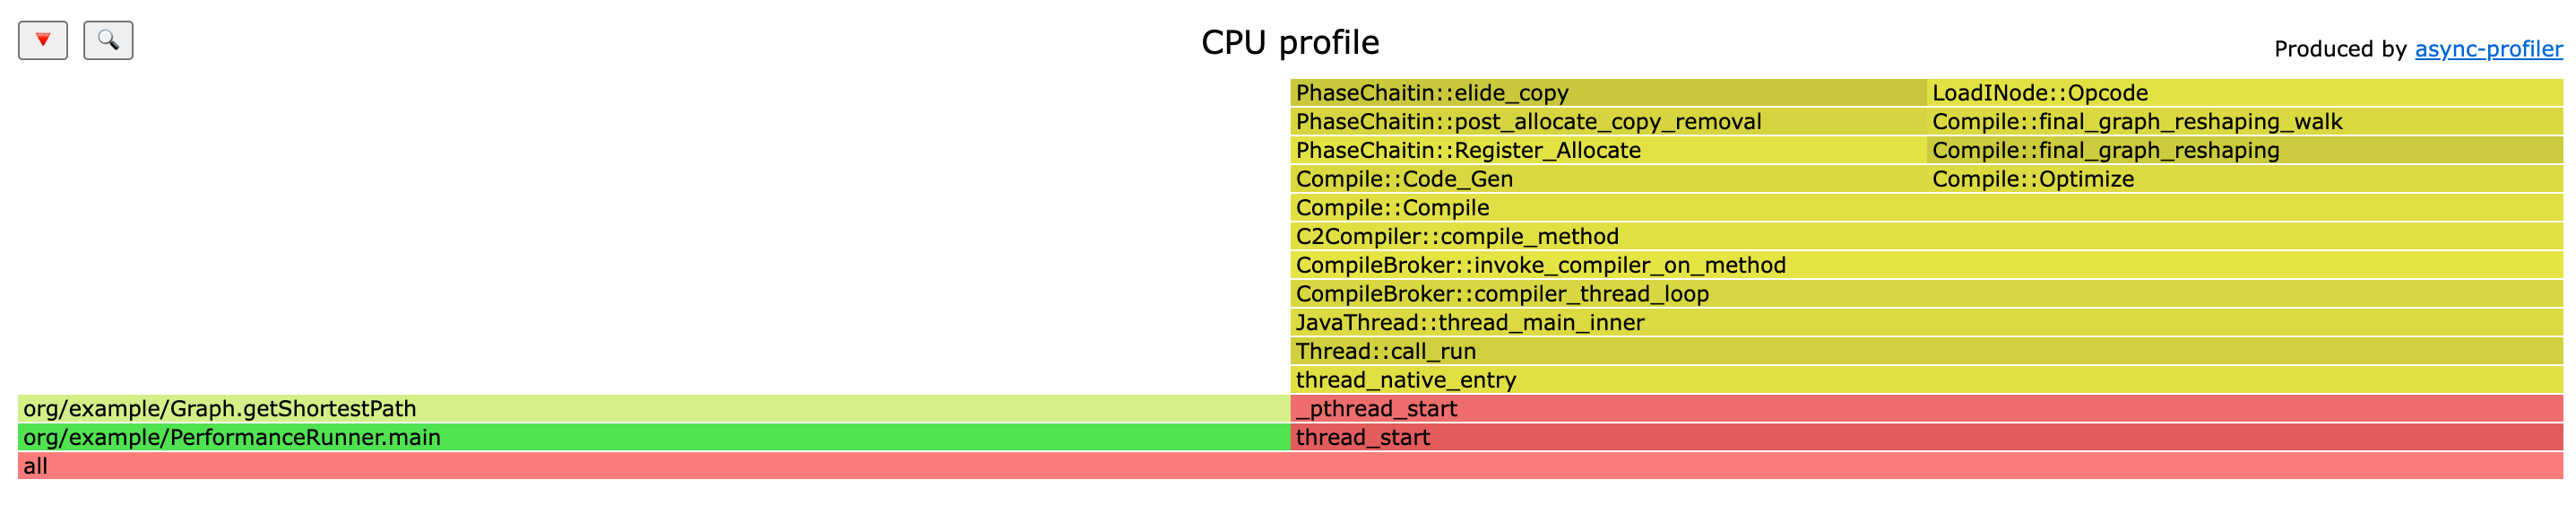 CPU profile
Produced by async-profiler
PhaseChaitin::elide_copy LoadINode::Opcode
PhaseChaitin::post_allocate_copy_removal Compile::final_graph_reshaping_walk
PhaseChaitin::Register_Allocate Compile::final_graph_reshaping
Compile::Code_Gen Compile::Optimize
Compile::Compile
C2Compiler::compile_method
CompileBroker::invoke_compiler_on_method
CompileBroker::compiler_thread_loop
JavaThread::thread_main_inner
Thread::call_run
thread_native_entry
org/example/Graph.getShortestPath _pthread_start
org/example/PerformanceRunner.main thread_start
all